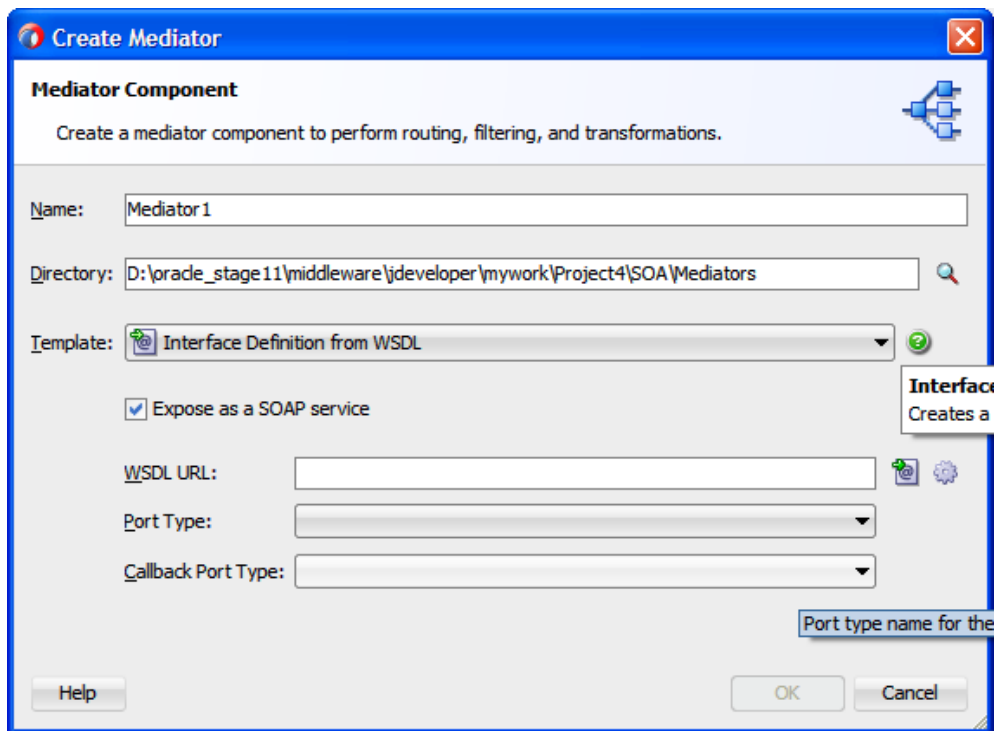 Create Mediator
Mediator Component
Create a mediator component to perform routing, filtering, and transformations.
Name: Mediator1
Directory: D:\oracle_stage11\middleware\jdeveloper\mywork\Project4\SOA\Mediators
Template: Interface Definition from WSDL
Interface
Creates a
Expose as a SOAP service
WSDL URL:
Port Type:
Callback Port Type:
Port type name for the
Help OK Cancel